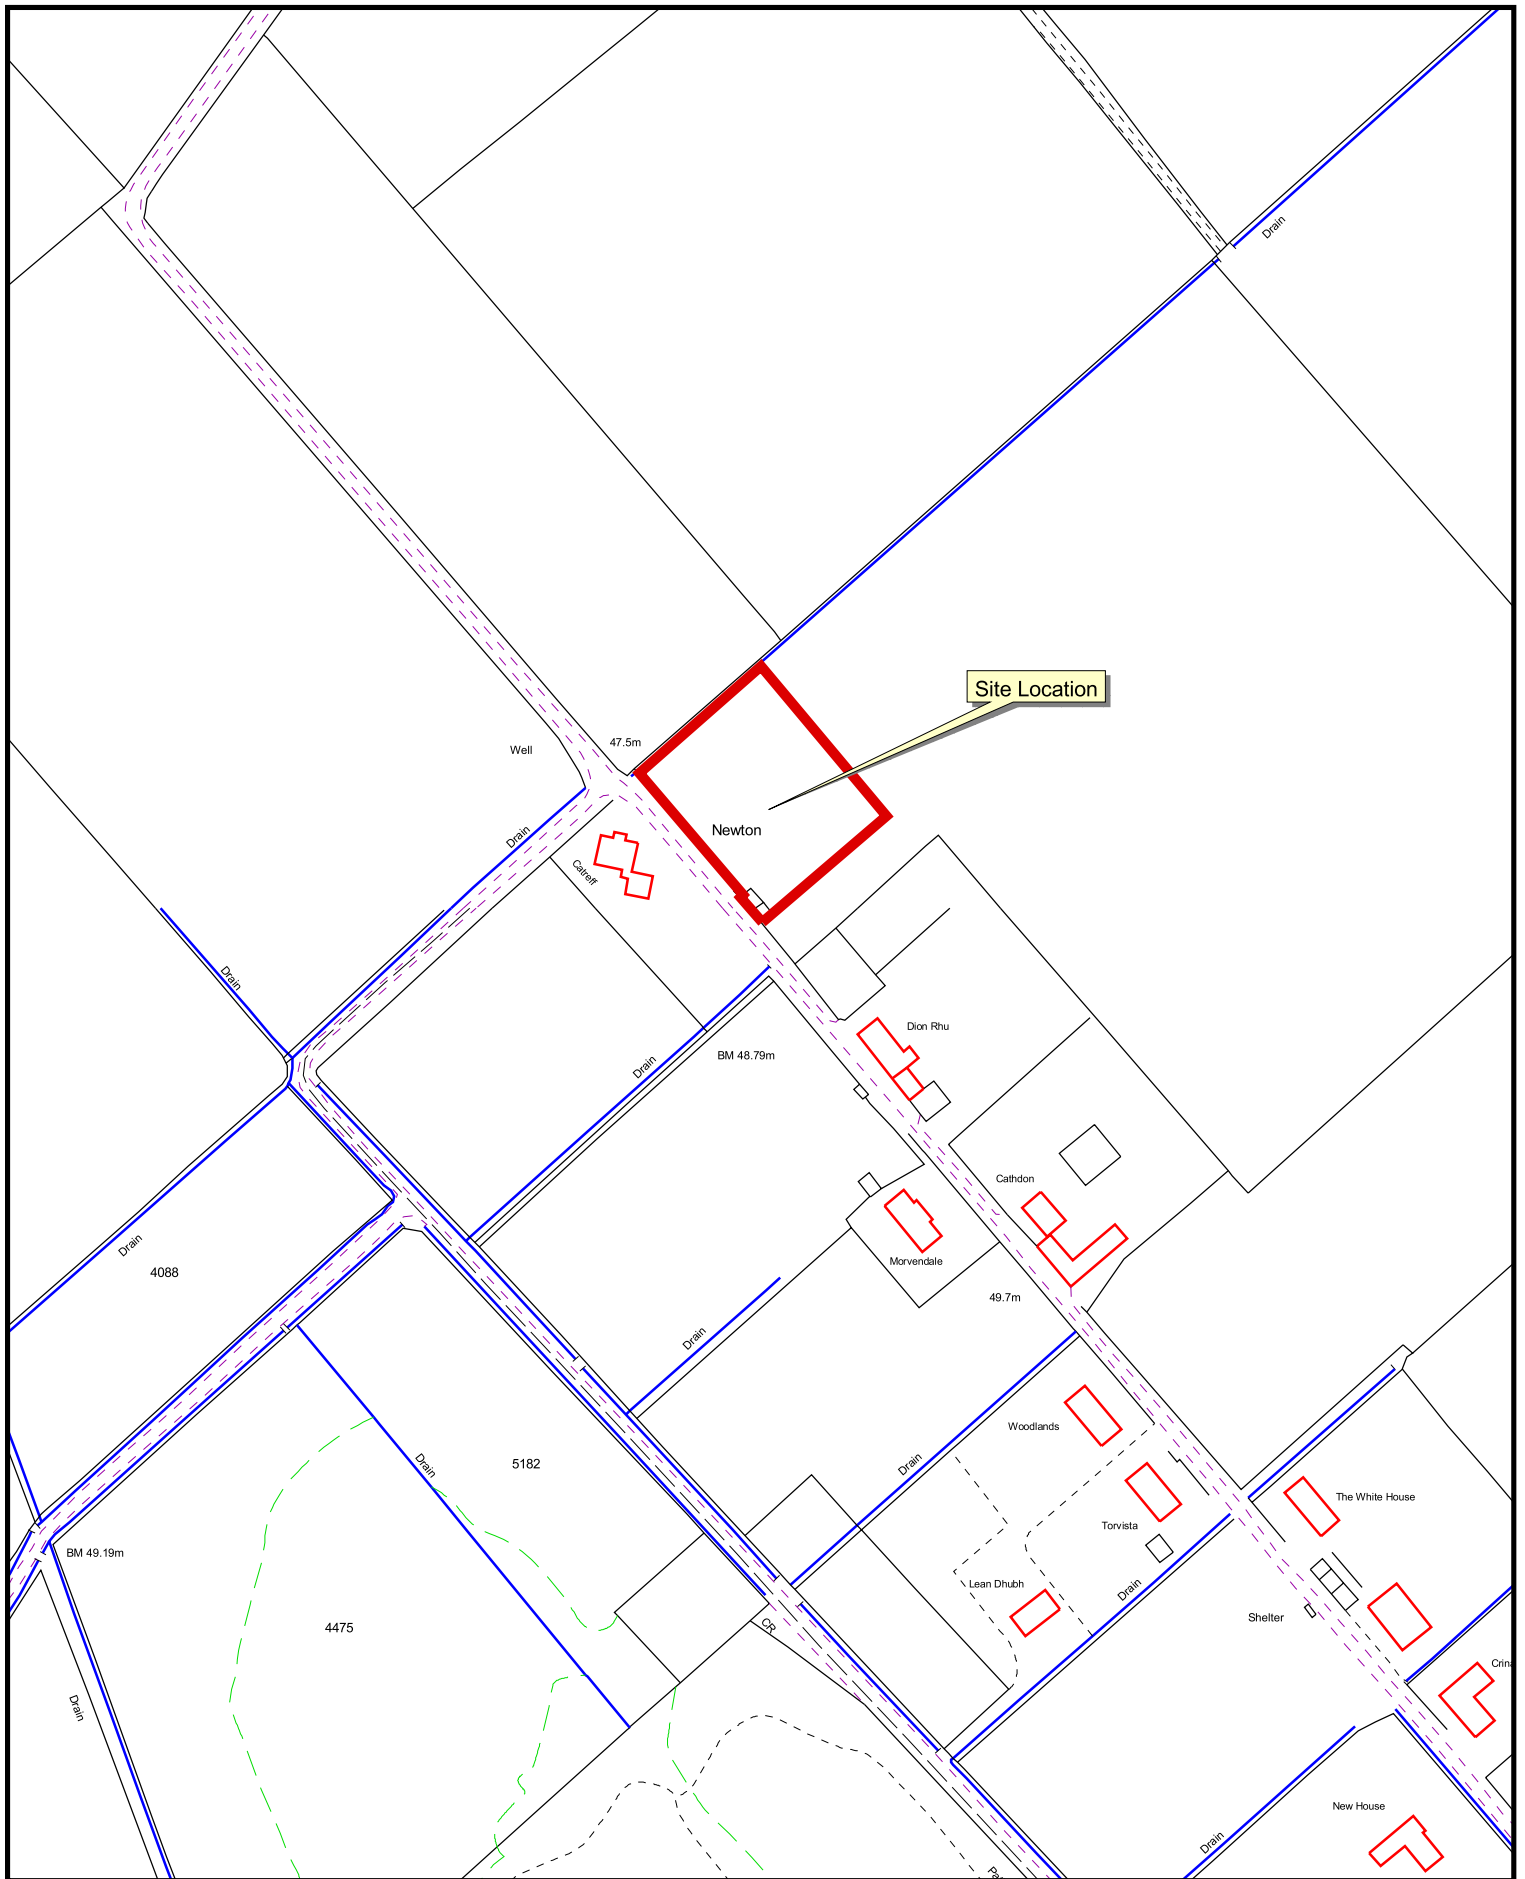 Drain
Site Location
47.5m
Well
Newton
Drain
Catreff
Drain
Dion Rhu
BM 48.79m
Drain
Cathdon
Drain
4088
Morvendale
49.7m
Drain
Woodlands
Drain
5182
Drain
The White House
Torvista
BM 49.19m
Lean Dhubh
Drain
Shelter
4475
CR
Drain
New House
Drain